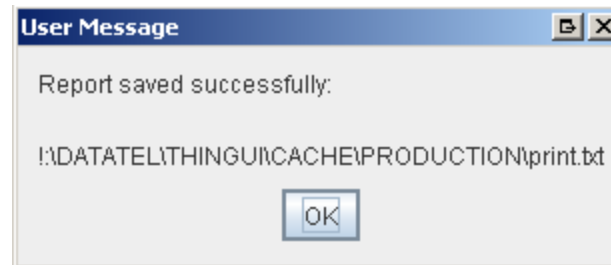 User Message
Report saved successfully:
!:\DATATEL\THINGUI\CACHE\PRODUCTION\print.txt
OK